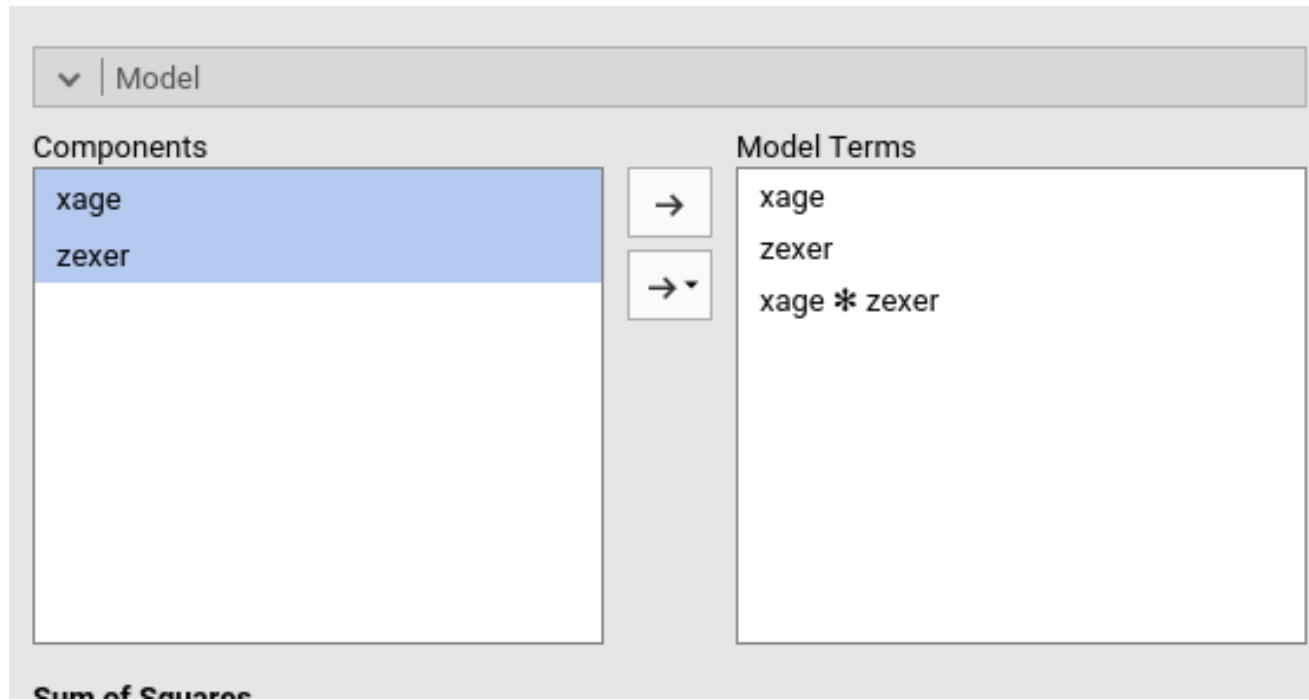 Model
Components
Model Terms
xage
zexer
xage
zexer
xage ✻ zexer
Sum of Squares